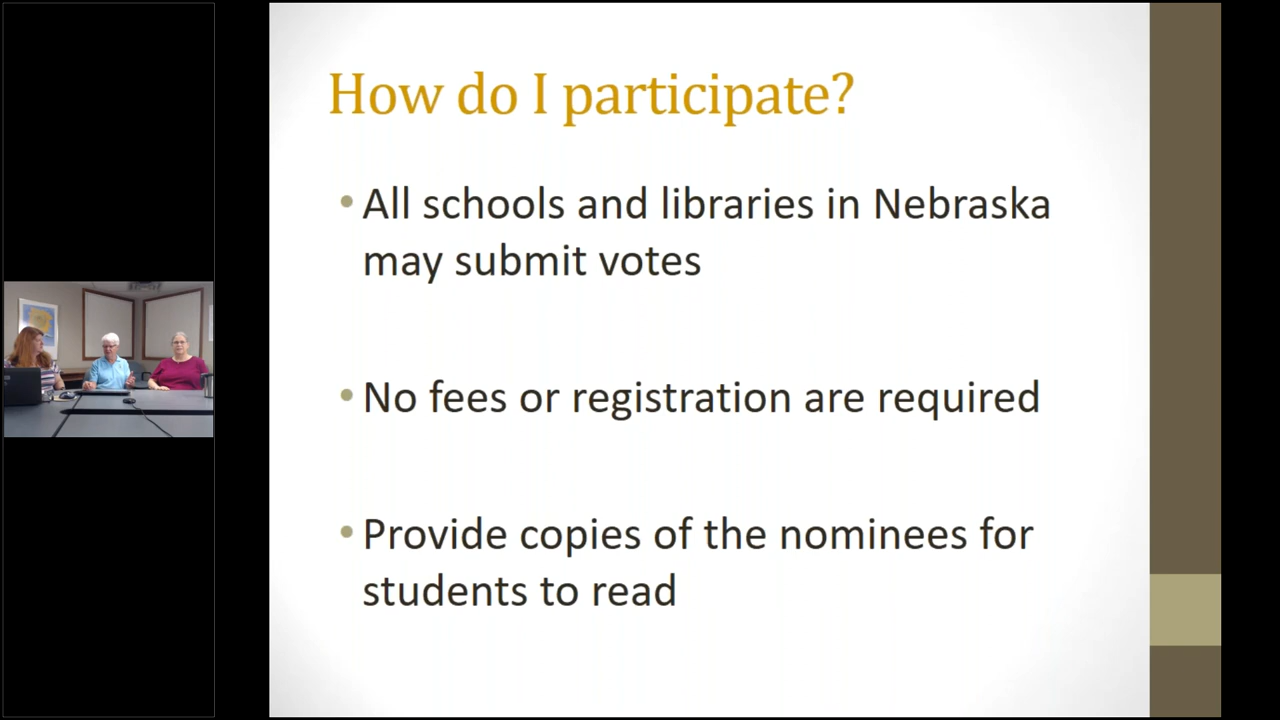 How do I participate?
• All schools and libraries in Nebraska
may submit votes
• No fees or registration are required
• Provide copies of the nominees for
students to read